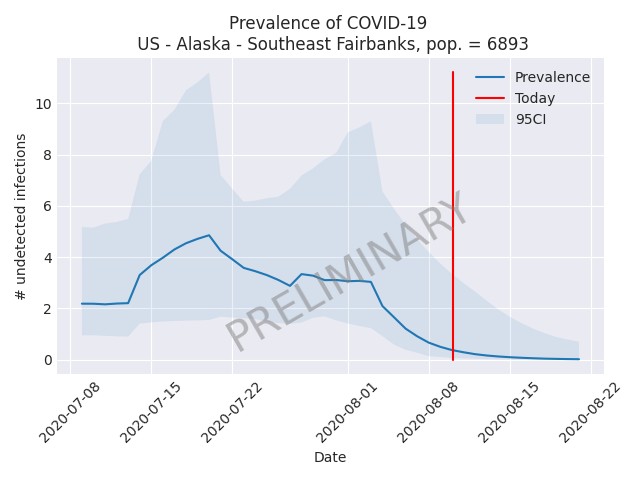 Prevalence of COVID-19
US - Alaska - Southeast Fairbanks, pop. = 6893
Prevalence
Today
95CI
# undetected infections
10
8
6
4
2
0
PRELIMINARY
2020-07-08
2020-07-15
2020-07-22
2020-08-01
2020-08-08
2020-08-15
2020-08-22
Date